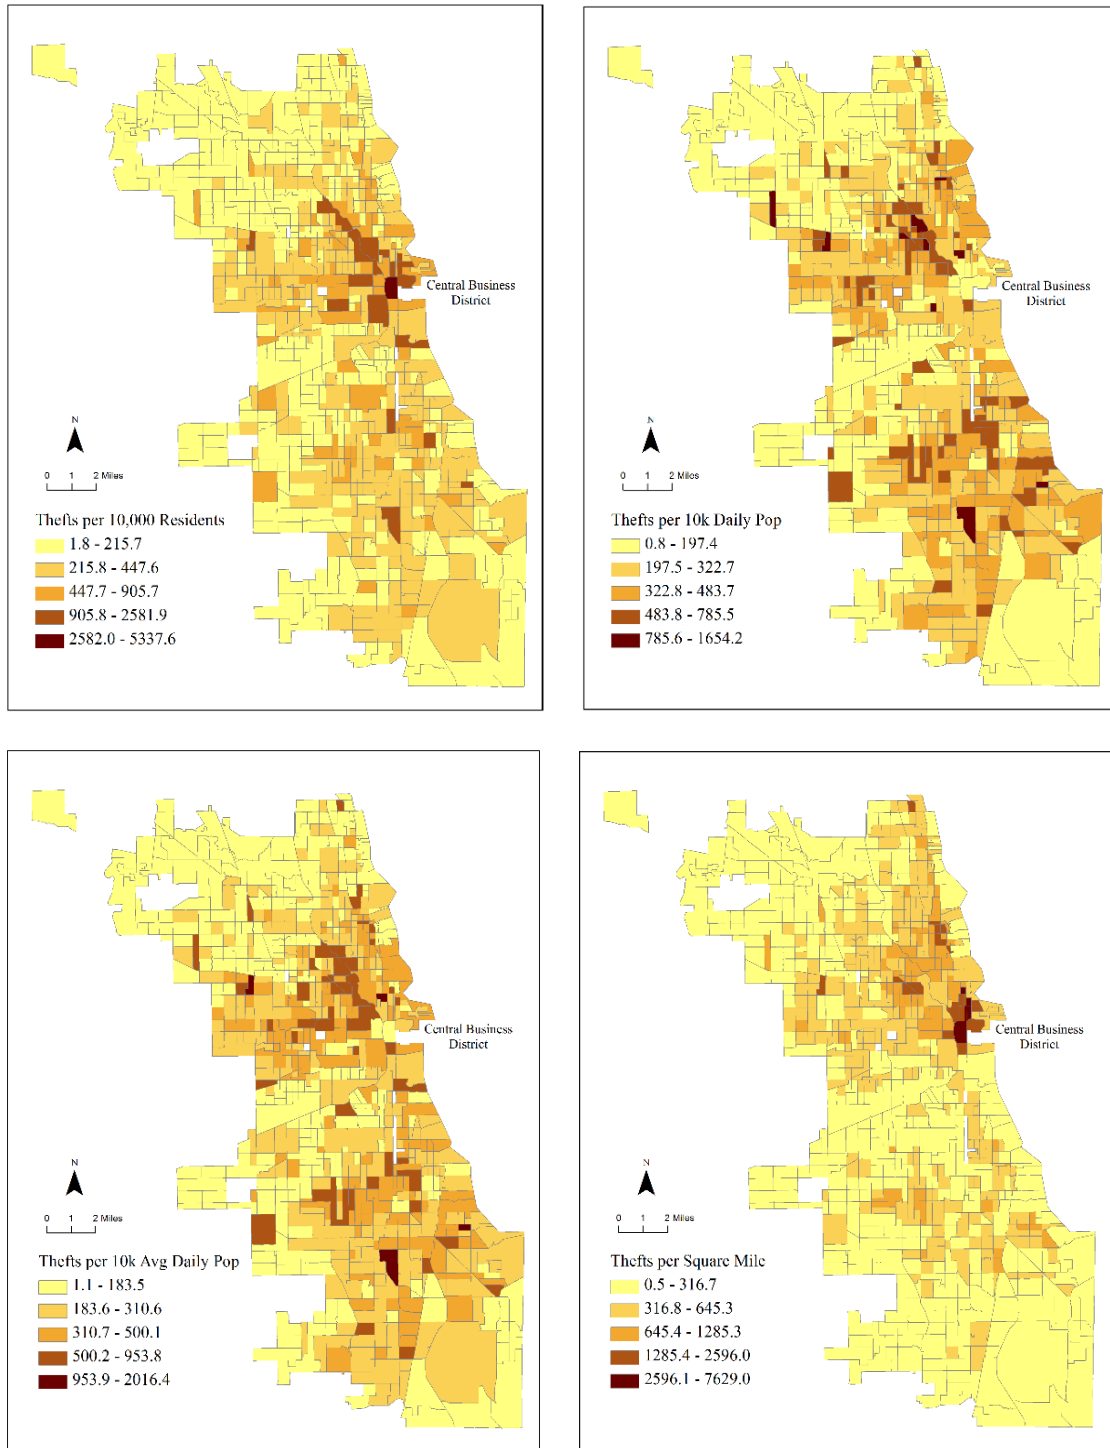 Central Business
District
N
0 1 2 Miles
Thefts per 10,000 Residents
1.8 - 215.7
215.8 - 447.6
447.7 - 905.7
905.8 - 2581.9
2582.0 - 5337.6
Central Business
District
N
0 1 2 Miles
Thefts per 10k Daily Pop
0.8 - 197.4
197.5 - 322.7
322.8 - 483.7
483.8 - 785.5
785.6 - 1654.2
Central Business
District
N
0 1 2 Miles
Thefts per 10k Avg Daily Pop
1.1 - 183.5
183.6 - 310.6
310.7 - 500.1
500.2 - 953.8
953.9 - 2016.4
Central Business
District
N
0 1 2 Miles
Thefts per Square Mile
0.5 - 316.7
316.8 - 645.3
645.4 - 1285.3
1285.4 - 2596.0
2596.1 - 7629.0